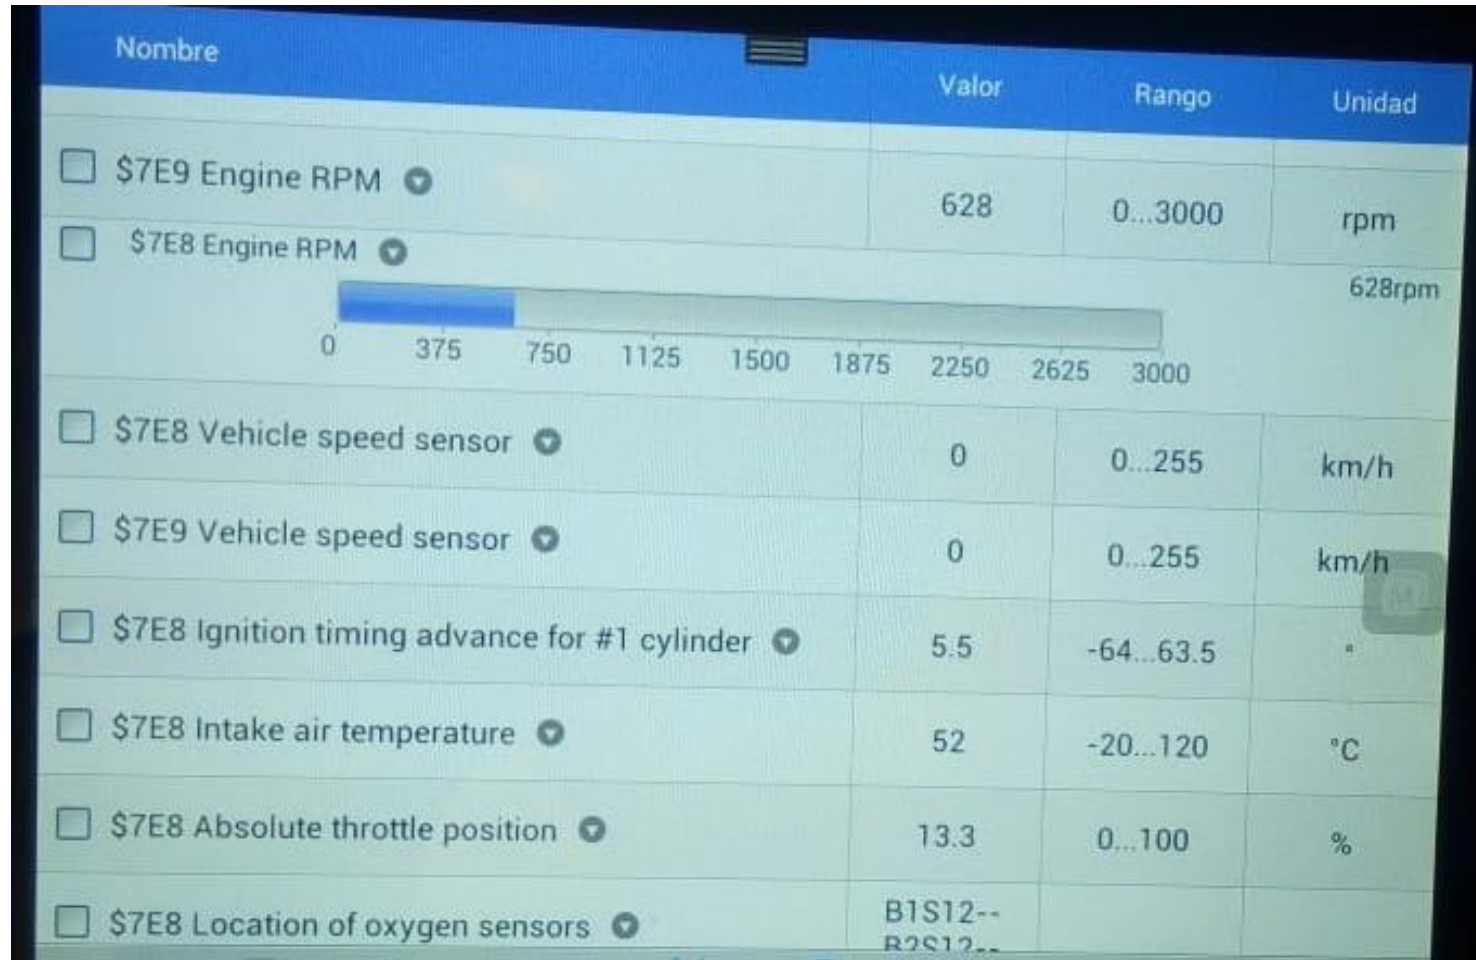 Nombre Valor Rango Unidad
$7E9 Engine RPM 628 0...3000 rpm
$7E8 Engine RPM 628rpm
0 375 750 1125 1500 1875 2250 2625 3000
$7E8 Vehicle speed sensor 0 0...255 km/h
$7E9 Vehicle speed sensor 0 0...255 km/h
M
$7E8 Ignition timing advance for #1 cylinder 5.5 -64...63.5 °
$7E8 Intake air temperature 52 -20...120 °C
$7E8 Absolute throttle position 13.3 0...100 %
$7E8 Location of oxygen sensors B1S12--
B2S12--